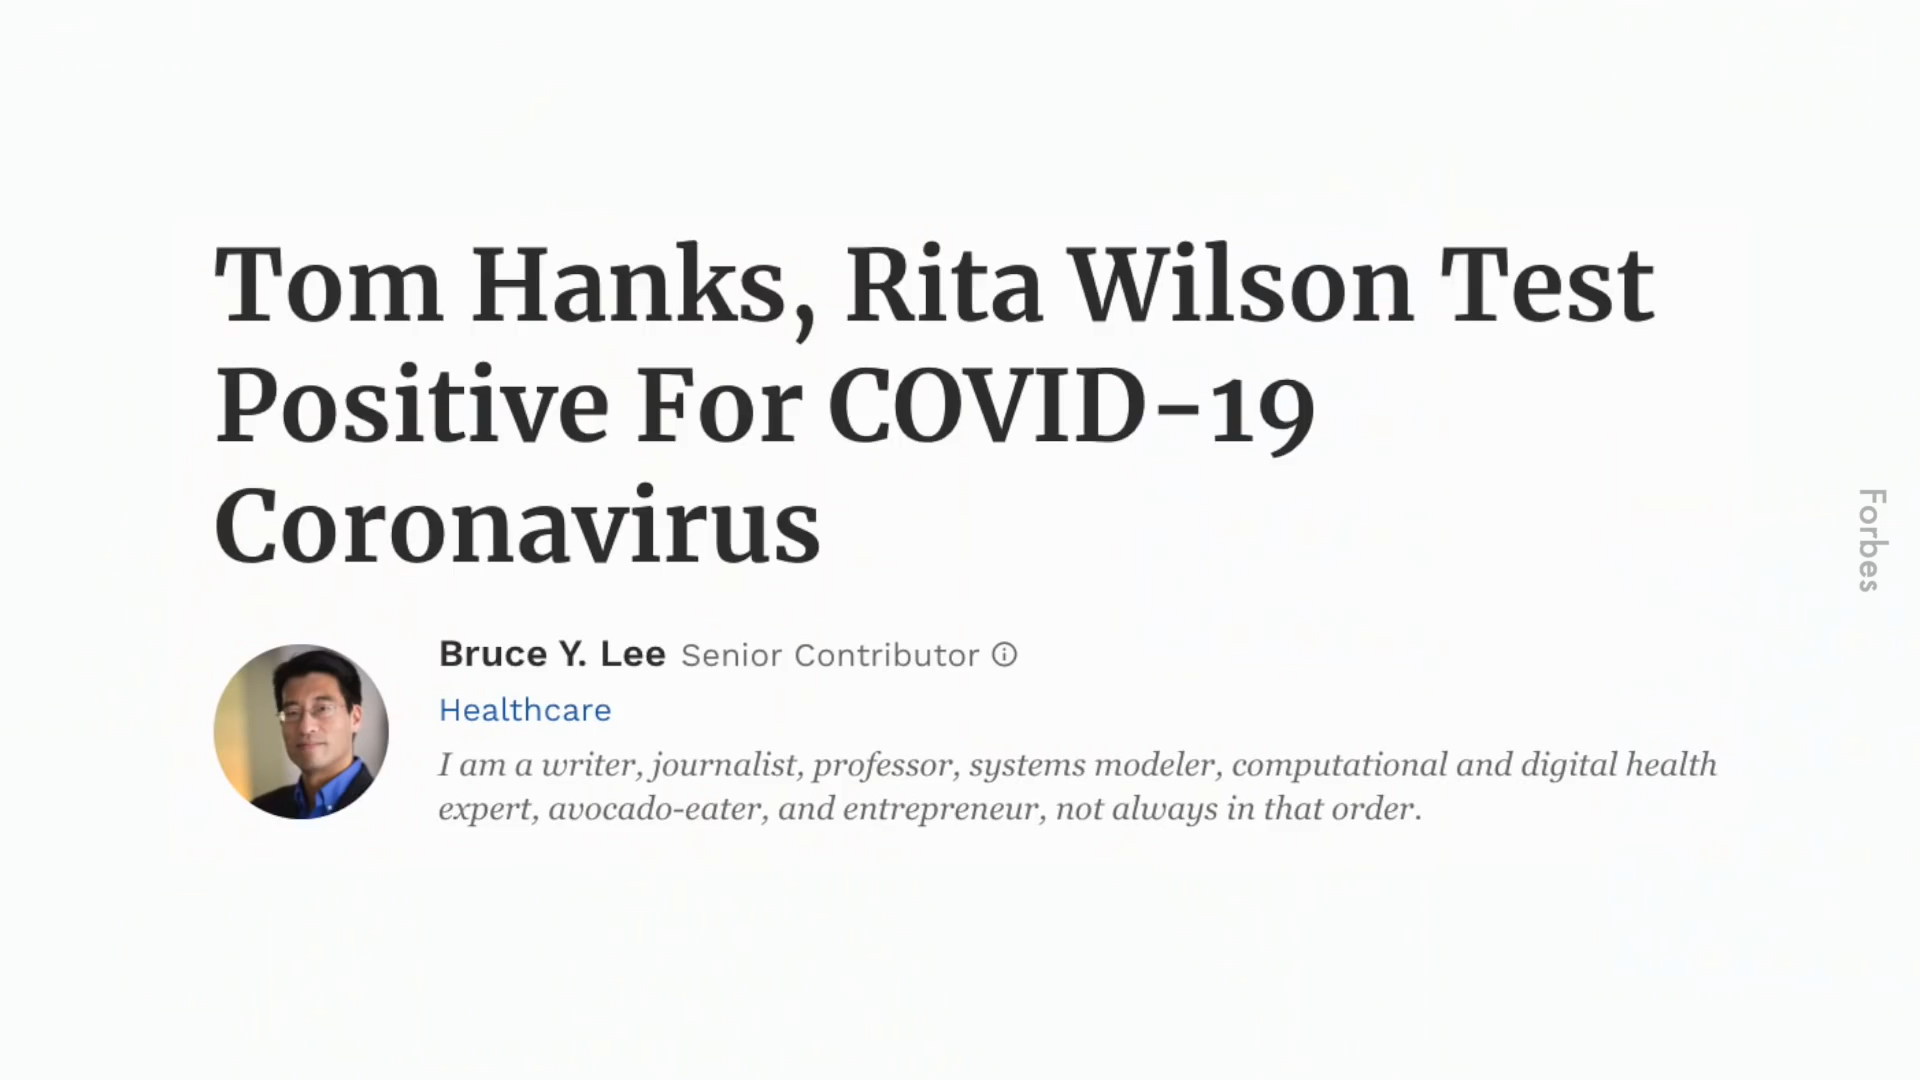 Tom Hanks, Rita Wilson Test
Positive For COVID-19
Coronavirus
Bruce Y. Lee Senior Contributor
Healthcare
I am a writer, journalist, professor, systems modeler, computational and digital health
expert, avocado-eater, and entrepreneur, not always in that order.
Forbes